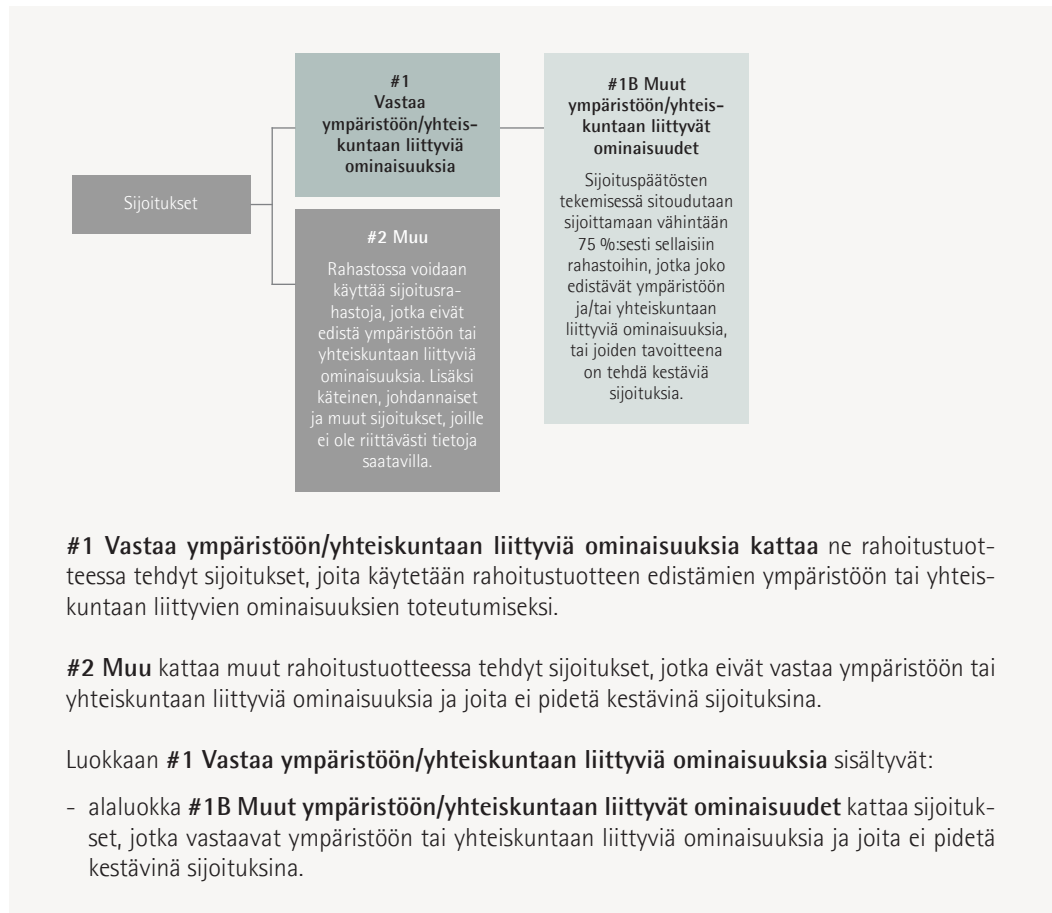 #1
Vastaa
ympäristöön/yhteis-
kuntaan liittyviä
ominaisuuksia
#1B Muut
ympäristöön/yhteis-
kuntaan liittyvät
ominaisuudet
Sijoituspäätösten
tekemisessä sitoudutaan
sijoittamaan vähintään
75 %:sesti sellaisiin
rahastoihin, jotka joko
edistävät ympäristöön
ja/tai yhteiskuntaan
liittyviä ominaisuuksia,
tai joiden tavoitteena
on tehdä kestäviä
sijoituksia.
Sijoitukset
#2 Muu
Rahastossa voidaan
käyttää sijoitusra-
hastoja, jotka eivät
edistä ympäristöön tai
yhteiskuntaan liittyviä
ominaisuuksia. Lisäksi
käteinen, johdannaiset
ja muut sijoitukset, joille
ei ole riittävästi tietoja
saatavilla.
#1 Vastaa ympäristöön/yhteiskuntaan liittyviä ominaisuuksia kattaa ne rahoitustuot-
teessa tehdyt sijoitukset, joita käytetään rahoitustuotteen edistämien ympäristöön tai yhteis-
kuntaan liittyvien ominaisuuksien toteutumiseksi.
#2 Muu kattaa muut rahoitustuotteessa tehdyt sijoitukset, jotka eivät vastaa ympäristöön tai
yhteiskuntaan liittyviä ominaisuuksia ja joita ei pidetä kestävinä sijoituksina.
Luokkaan #1 Vastaa ympäristöön/yhteiskuntaan liittyviä ominaisuuksia sisältyvät:
- alaluokka #1B Muut ympäristöön/yhteiskuntaan liittyvät ominaisuudet kattaa sijoituk-
set, jotka vastaavat ympäristöön tai yhteiskuntaan liittyviä ominaisuuksia ja joita ei pidetä
kestävinä sijoituksina.